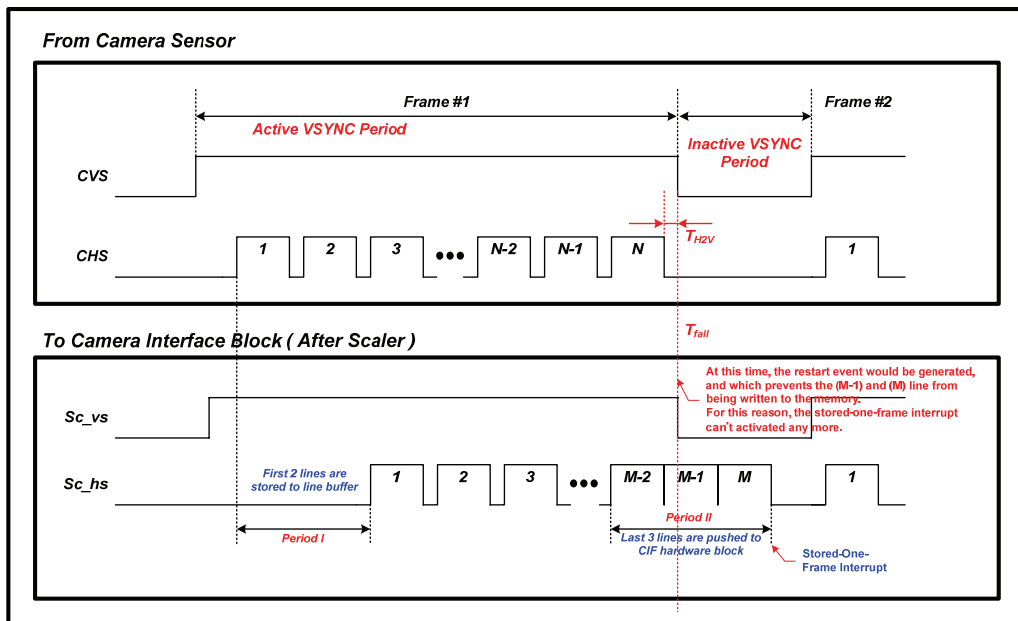 From Camera Sensor
Frame #1
Frame #2
Active VSYNC Period
Inactive VSYNC
Period
CVS
TH2V
CHS
1
2
3
N-2
N-1
N
1
Tfall
To Camera Interface Block ( After Scaler )
At this time, the restart event would be generated,
and which prevents the (M-1) and (M) line from
being written to the memory.
For this reason, the stored-one-frame interrupt
can't activated any more.
Sc_vs
First 2 lines are
stored to line buffer
Sc_hs
1
2
3
M-2
M-1
M
1
Period I
Period II
Last 3 lines are pushed to
CIF hardware block
Stored-One-
Frame Interrupt